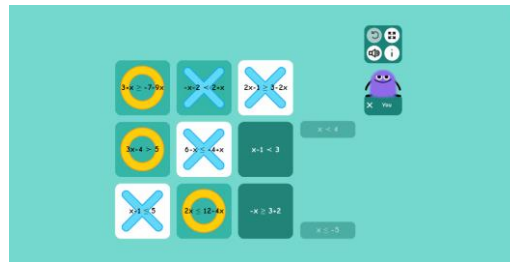 3+x ≥ -7-9x
-x+2 < 2+x
2x-1 ≥ 3-2x
3x-4 > 5
6-x ≤ -4+x
x-1 < 3
x < 4
x-1 ≤ 5
2x ≤ 12-4x
-x ≥ 3+2
x ≤ -5
You